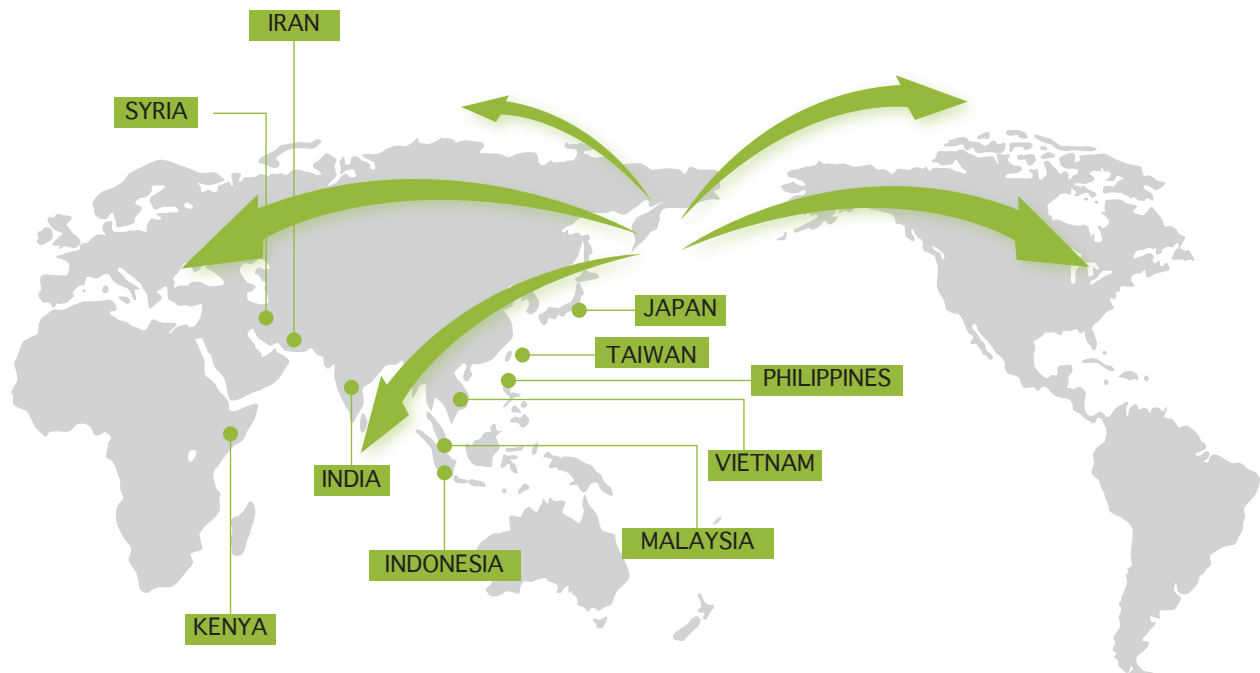 IRAN
SYRIA
JAPAN
TAIWAN
PHILIPPINES
VIETNAM
INDIA
MALAYSIA
INDONESIA
KENYA